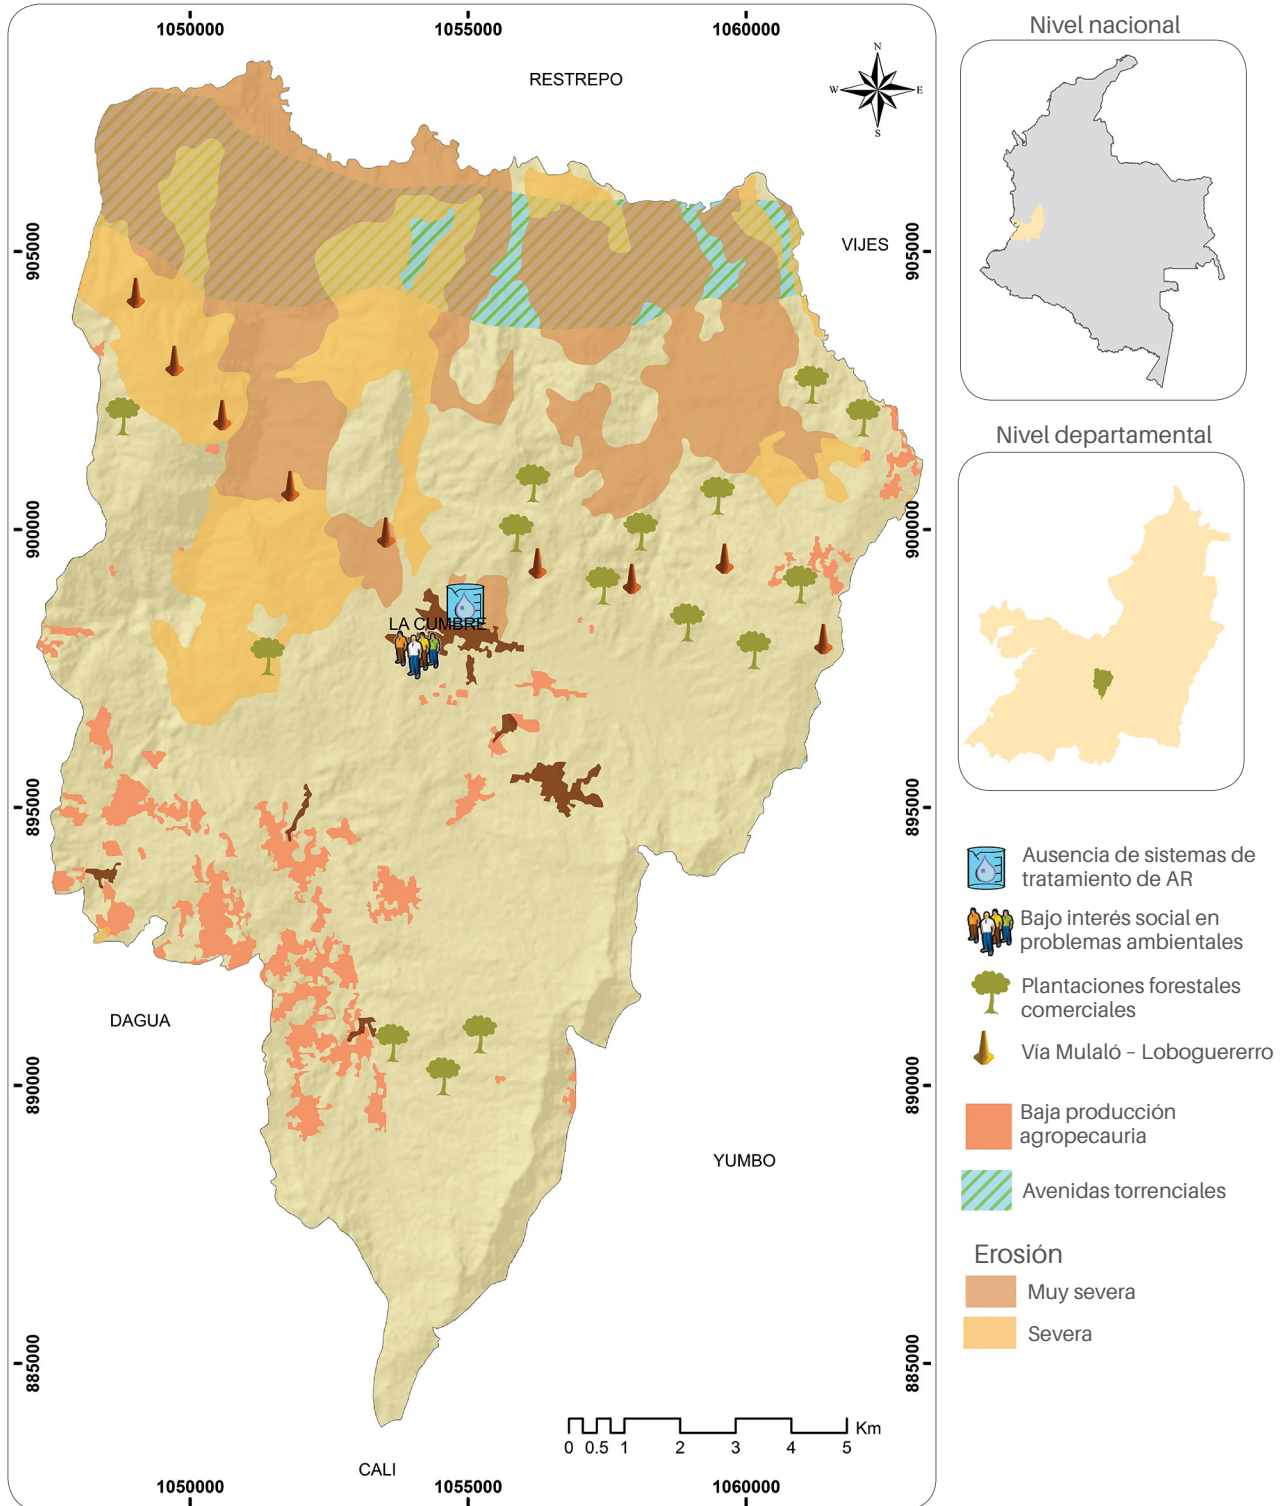 1050000
1055000
1060000
RESTREPO
N
W
E
S
VIJES
905000
905000
900000
900000
LA CUMBRE
895000
895000
DAGUA
890000
890000
YUMBO
885000
885000
Km
0 0.5 1 2 3 4 5
CALI
1050000
1055000
1060000
Nivel nacional
Nivel departamental
Ausencia de sistemas de
tratamiento de AR
Bajo interés social en
problemas ambientales
Plantaciones forestales
comerciales
Vía Mulaló – Loboguererro
Baja producción
agropecauria
Avenidas torrenciales
Erosión
Muy severa
Severa